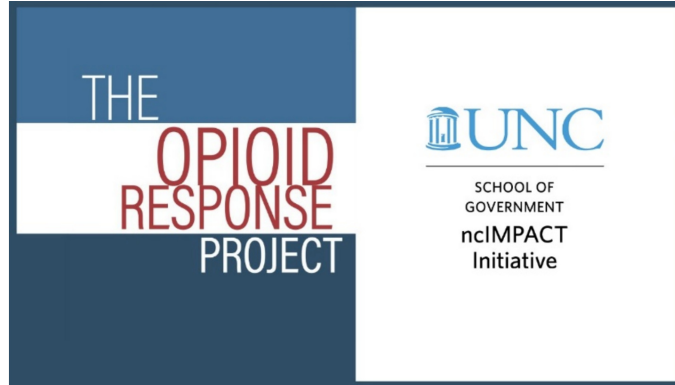 THE
OPIOID
RESPONSE
PROJECT
UNC
SCHOOL OF
GOVERNMENT
ncIMPACT
Initiative